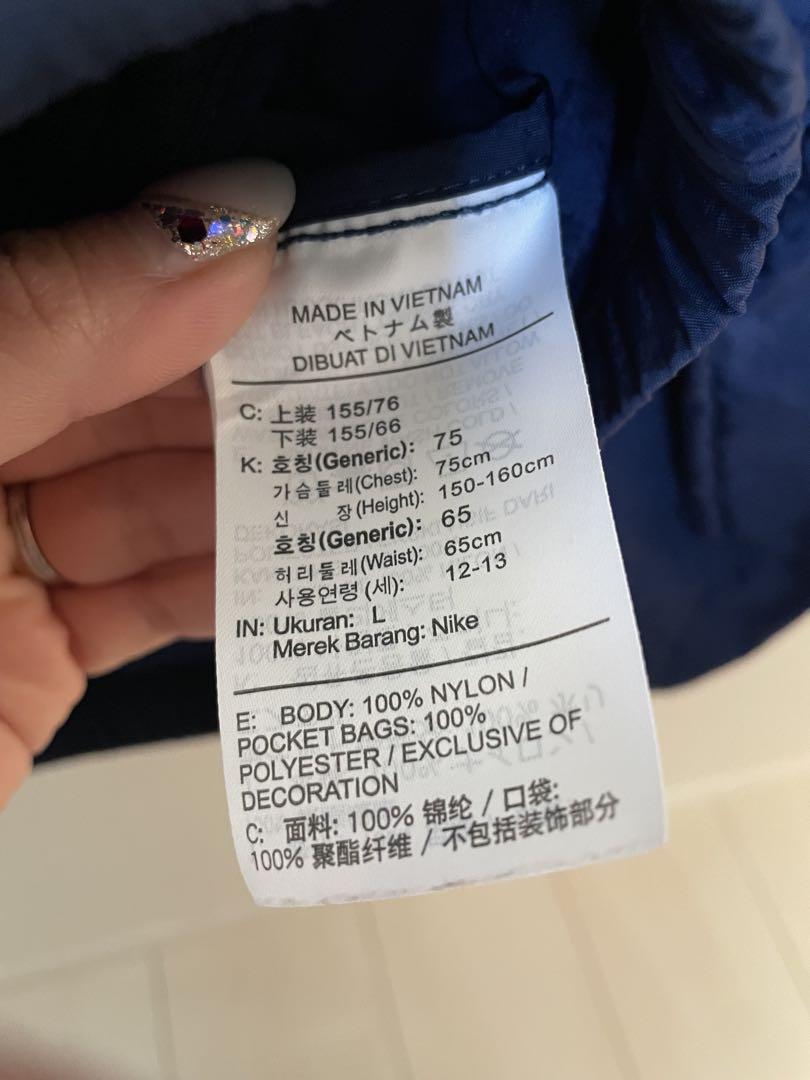 MADE IN VIETNAM
ベトナム製
DIBUAT DI VIETNAM
C: 上装 155/76
下装 155/66
K: 호칭(Generic): 75
가슴둘레(Chest): 75cm
신 장(Height): 150-160cm
호칭(Generic): 65
허리둘레(Waist): 65cm
사용연령 (세): 12-13
IN: Ukuran: L
Merek Barang: Nike
E: BODY: 100% NYLON /
POCKET BAGS: 100%
POLYESTER / EXCLUSIVE OF
DECORATION
C: 面料: 100% 锦纶 / 口袋:
100% 聚酯纤维 / 不包括装饰部分